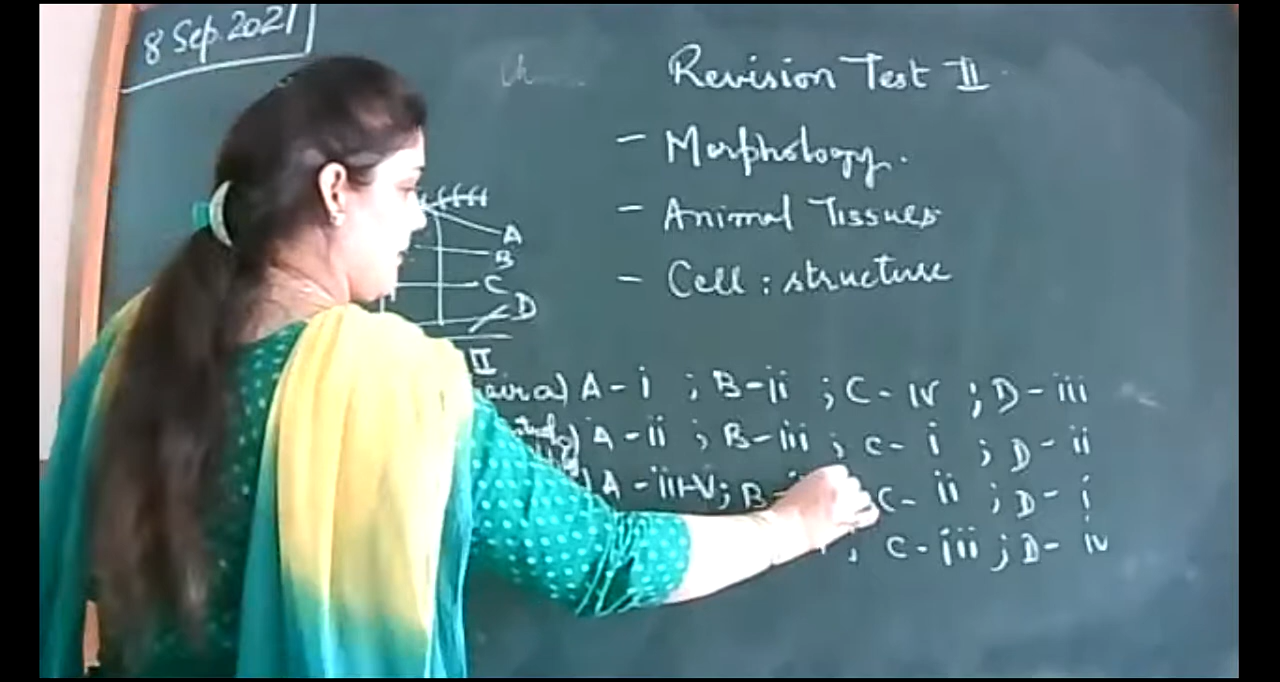 8 Sep. 2021
Revision Test II
- Morphology.
- Animal Tissues
- Cell : structure
A
B
C
D
II
a) A - i ; B - ii ; C - iv ; D - iii
A - ii ; B - iii ; C - i ; D - ii
A - ; B - C - ii ; D - i
; C - iii ; D - iv